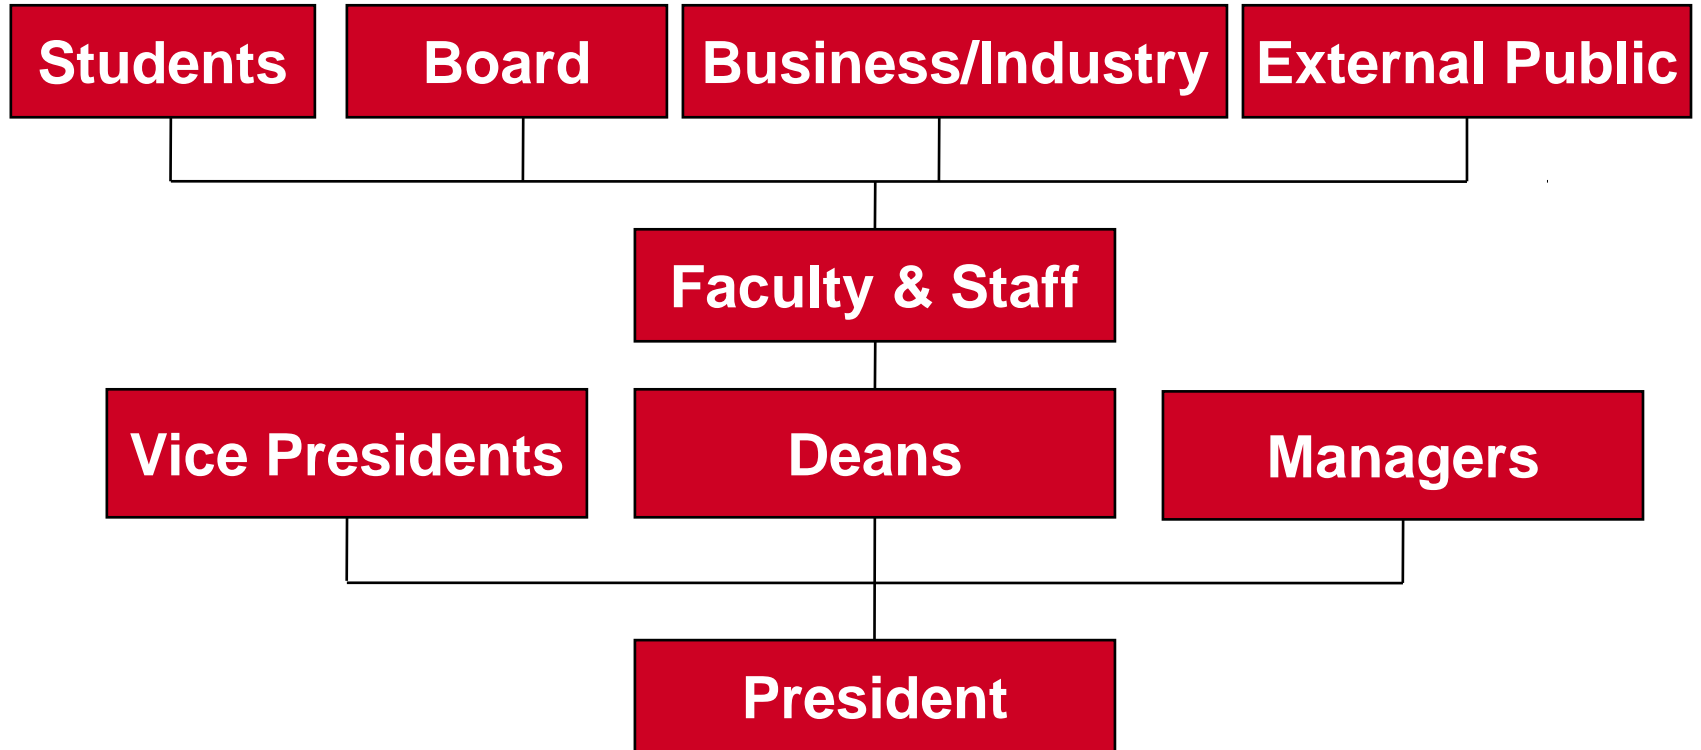 Students
Board
Business/Industry
External Public
Faculty & Staff
Vice Presidents
Deans
Managers
President